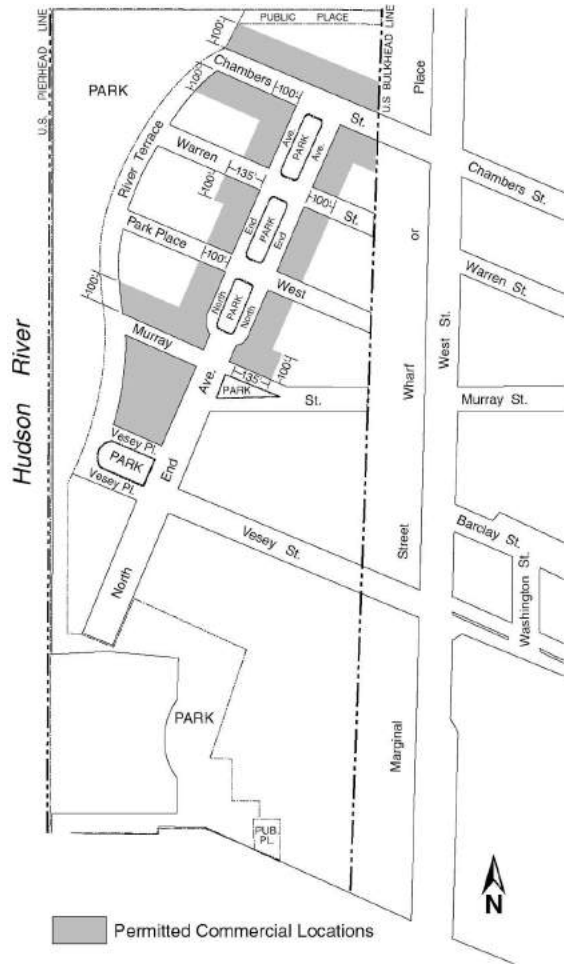 U.S. PIERHEAD LINE
PUBLIC PLACE
U.S BULKHEAD LINE
Place
-100'-
PARK
Chambers
-100'-
St.
-100'-
River Terrace
Ave.
PARK
Ave.
Chambers St.
Warren
-135'-
-100'-
-100'-
St.
End
PARK
End
or
Park Place
-100'-
West
Warren St.
-100'-
North
PARK
North
West St.
Hudson River
Murray
Ave.
-135'-
-100'-
PARK
St.
Wharf
Murray St.
Vesey Pl.
PARK
Vesey Pl.
End
Vesey St.
Street
Barclay St.
Washington St.
North
PARK
Marginal
PUB.
PL.
N
Permitted Commercial Locations